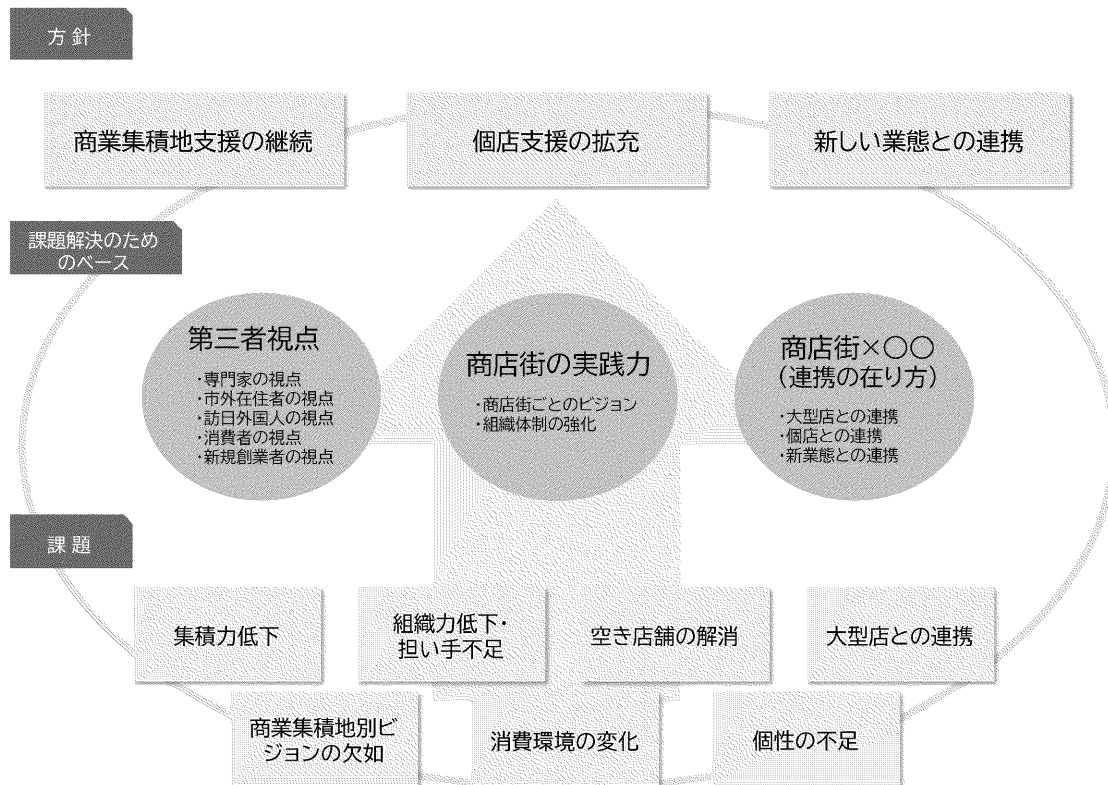 方針
商業集積地支援の継続
個店支援の拡充
新しい業態との連携
課題解決のため
のベース
第三者視点
・専門家の視点
・市外在住者の視点
・訪日外国人の視点
・消費者の視点
・新規創業者の視点
商店街の実践力
・商店街ごとのビジョン
・組織体制の強化
商店街×○○
(連携の在り方)
・大型店との連携
・個店との連携
・新業態との連携
課題
集積力低下
組織力低下・
担い手不足
空き店舗の解消
大型店との連携
商業集積地別ビ
ジョンの欠如
消費環境の変化
個性の不足